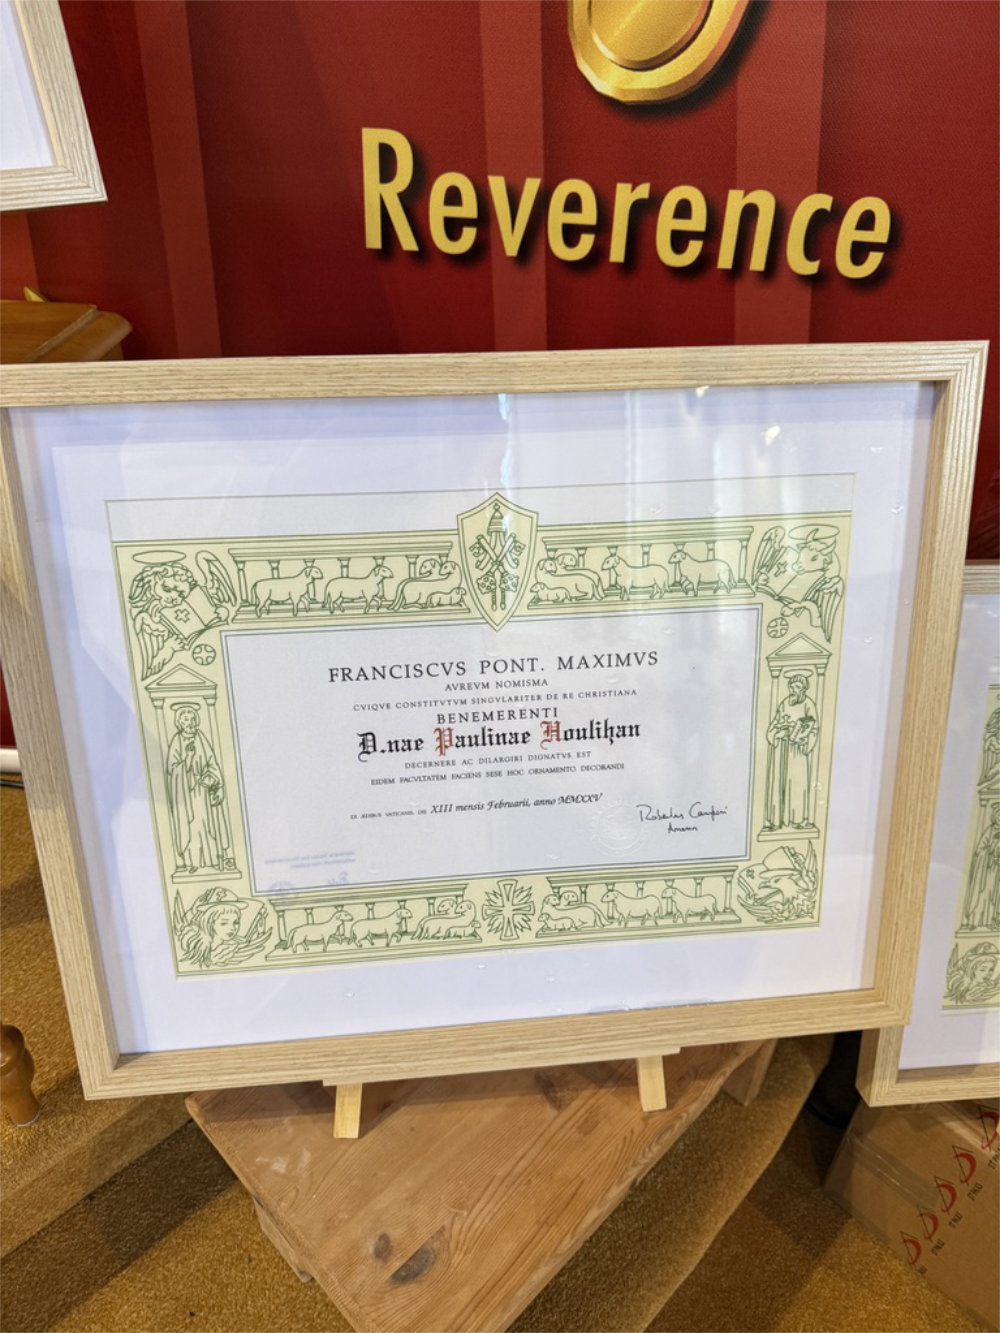 Reverence
FRANCISCVS PONT. MAXIMVS
AVREVM NOMISMA
CVIQVE CONSTITVTVM SINGVLARITER DE RE CHRISTIANA
BENEMERENTI
D.nae Paulinae Houlihan
DECERNERE AC DILARGIRI DIGNATVS EST
EIDEM FACVLTATEM FACIENS SESE HOC ORNAMENTO DECORANDI
EX ÆDIBVS VATICANIS, DIE XIII mensis Februarii, anno MMXXV